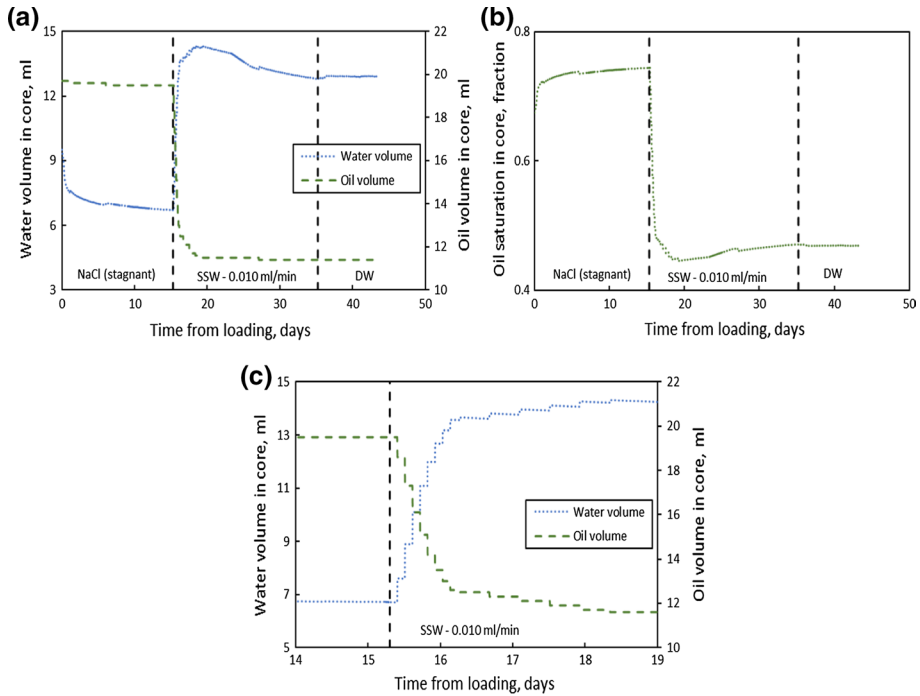 (a)
15
12
9
6
3
Water volume in core, ml
22
20
18
16
14
12
10
Oil volume in core, ml
Water volume
Oil volume
NaCl (stagnant)
SSW - 0.010 ml/min
DW
0
10
20
30
40
50
Time from loading, days
(b)
0.8
0.6
0.4
Oil saturation in core, fraction
NaCl (stagnant)
SSW - 0.010 ml/min
DW
0
10
20
30
40
50
Time from loading, days
(c)
15
13
11
9
7
5
Water volume in core, ml
22
20
18
16
14
12
10
Oil volume in core, ml
Water volume
Oil volume
SSW - 0.010 ml/min
14
15
16
17
18
19
Time from loading, days